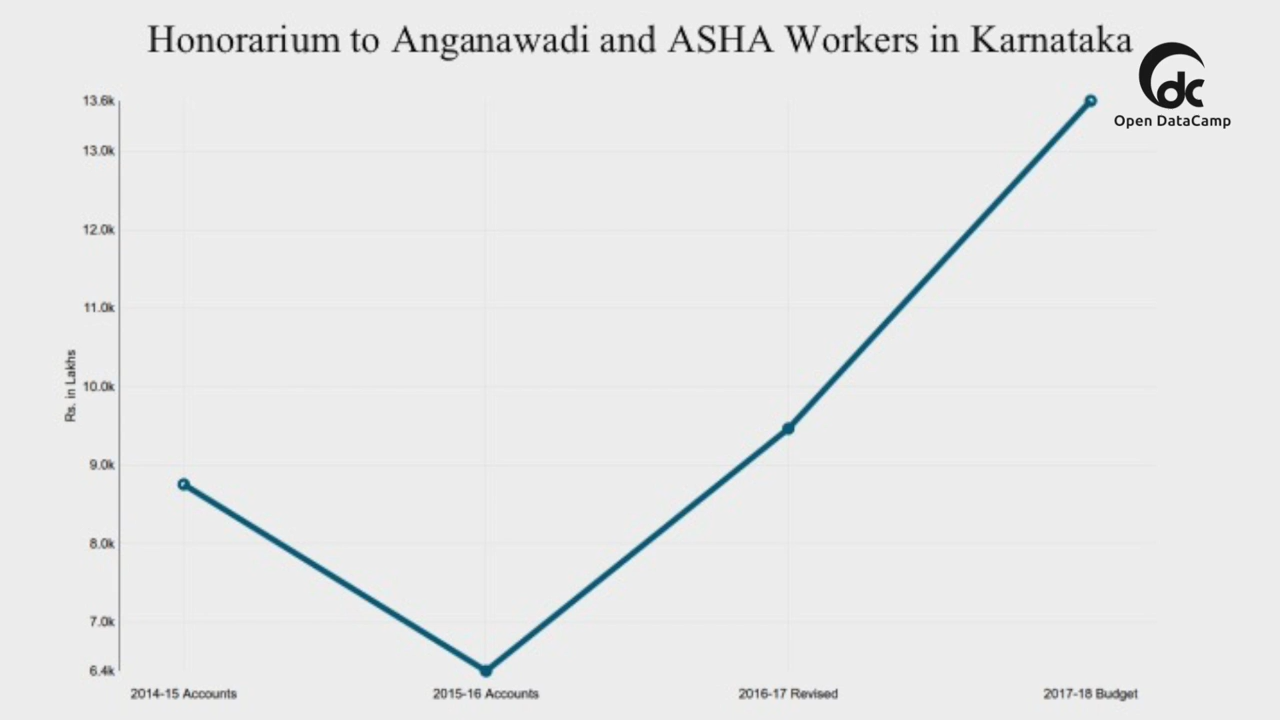 Honorarium to Anganawadi and ASHA Workers in Karnataka
dc
Open DataCamp
13.6k
13.0k
12.0k
11.0k
10.0k
9.0k
8.0k
7.0k
6.4k
Rs. in Lakhs
2014-15 Accounts
2015-16 Accounts
2016-17 Revised
2017-18 Budget